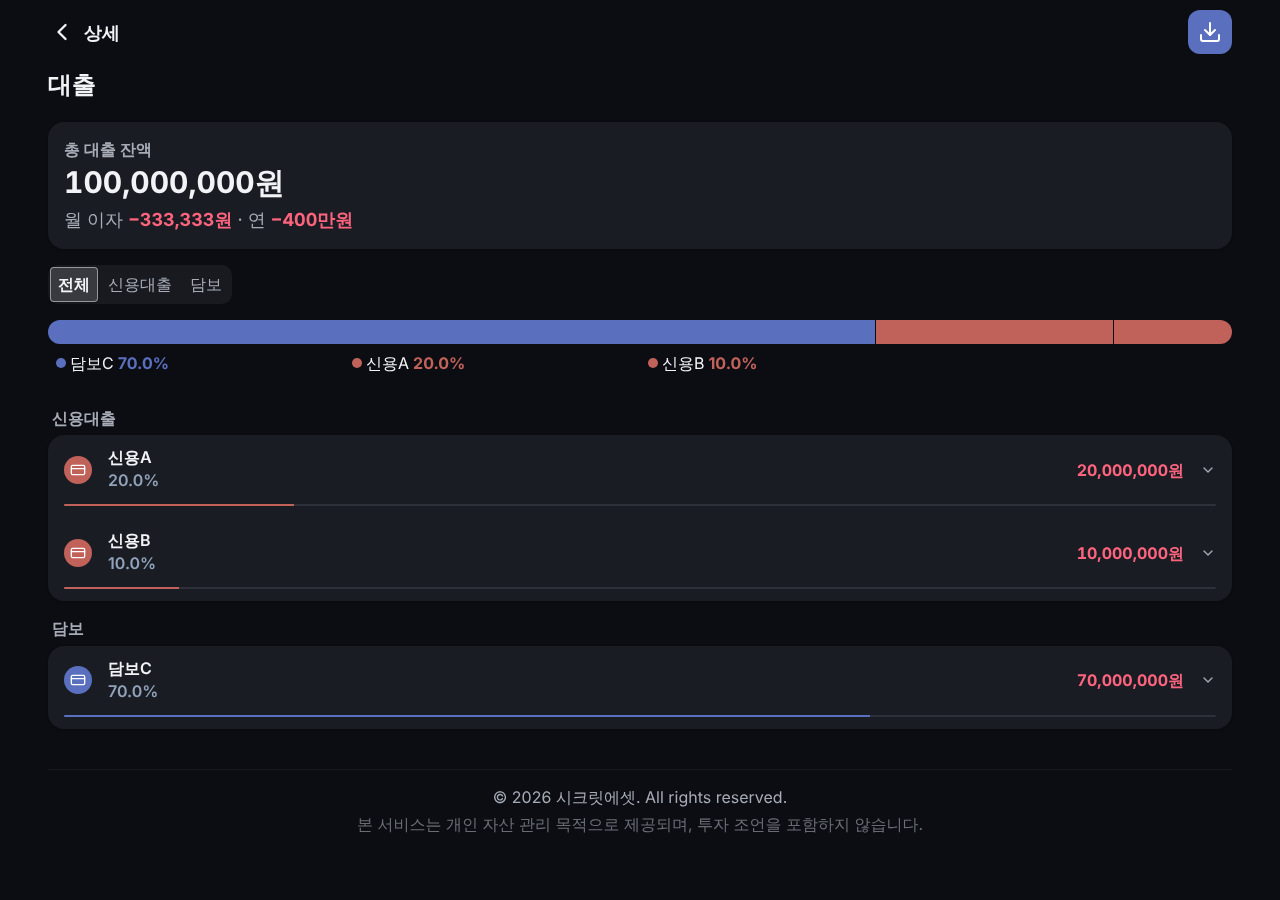 상세
대출
총 대출 잔액
100,000,000원
월 이자 −333,333원 · 연 −400만원
전체 신용대출 담보
담보C 70.0% 신용A 20.0% 신용B 10.0%
신용대출
신용A
20.0%
20,000,000원
신용B
10.0%
10,000,000원
담보
담보C
70.0%
70,000,000원
© 2026 시크릿에셋. All rights reserved.
본 서비스는 개인 자산 관리 목적으로 제공되며, 투자 조언을 포함하지 않습니다.